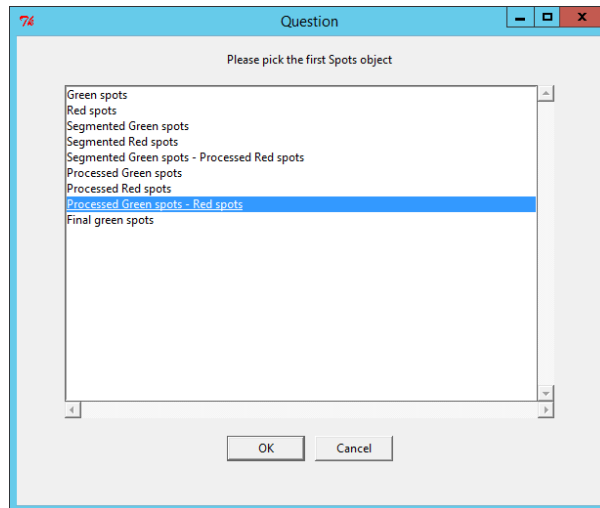 Question
Please pick the first Spots object
Green spots
Red spots
Segmented Green spots
Segmented Red spots
Segmented Green spots - Processed Red spots
Processed Green spots
Processed Red spots
Processed Green spots - Red spots
Final green spots
OK Cancel